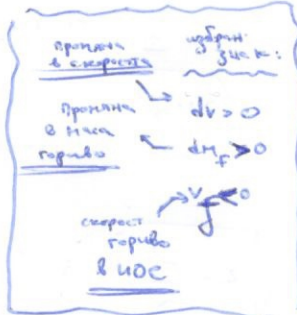 промяна
в скоростта
избран
знак:
dv > 0
промяна
в маса
гориво
dm_f > 0
v_f < 0
скорост
гориво
в ИОС